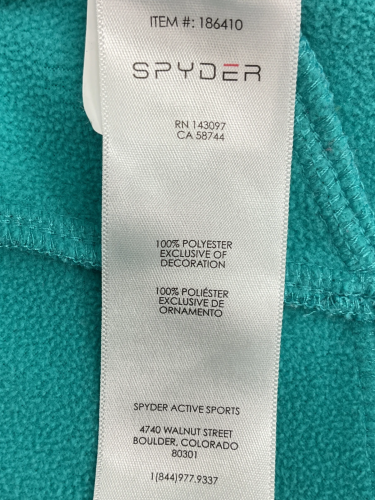 ITEM #: 186410
SPYDER
RN 143097
CA 58744
100% POLYESTER
EXCLUSIVE OF
DECORATION
100% POLIÉSTER
EXCLUSIVE DE
ORNAMENTO
SPYDER ACTIVE SPORTS
4740 WALNUT STREET
BOULDER, COLORADO
80301
1(844)977.9337